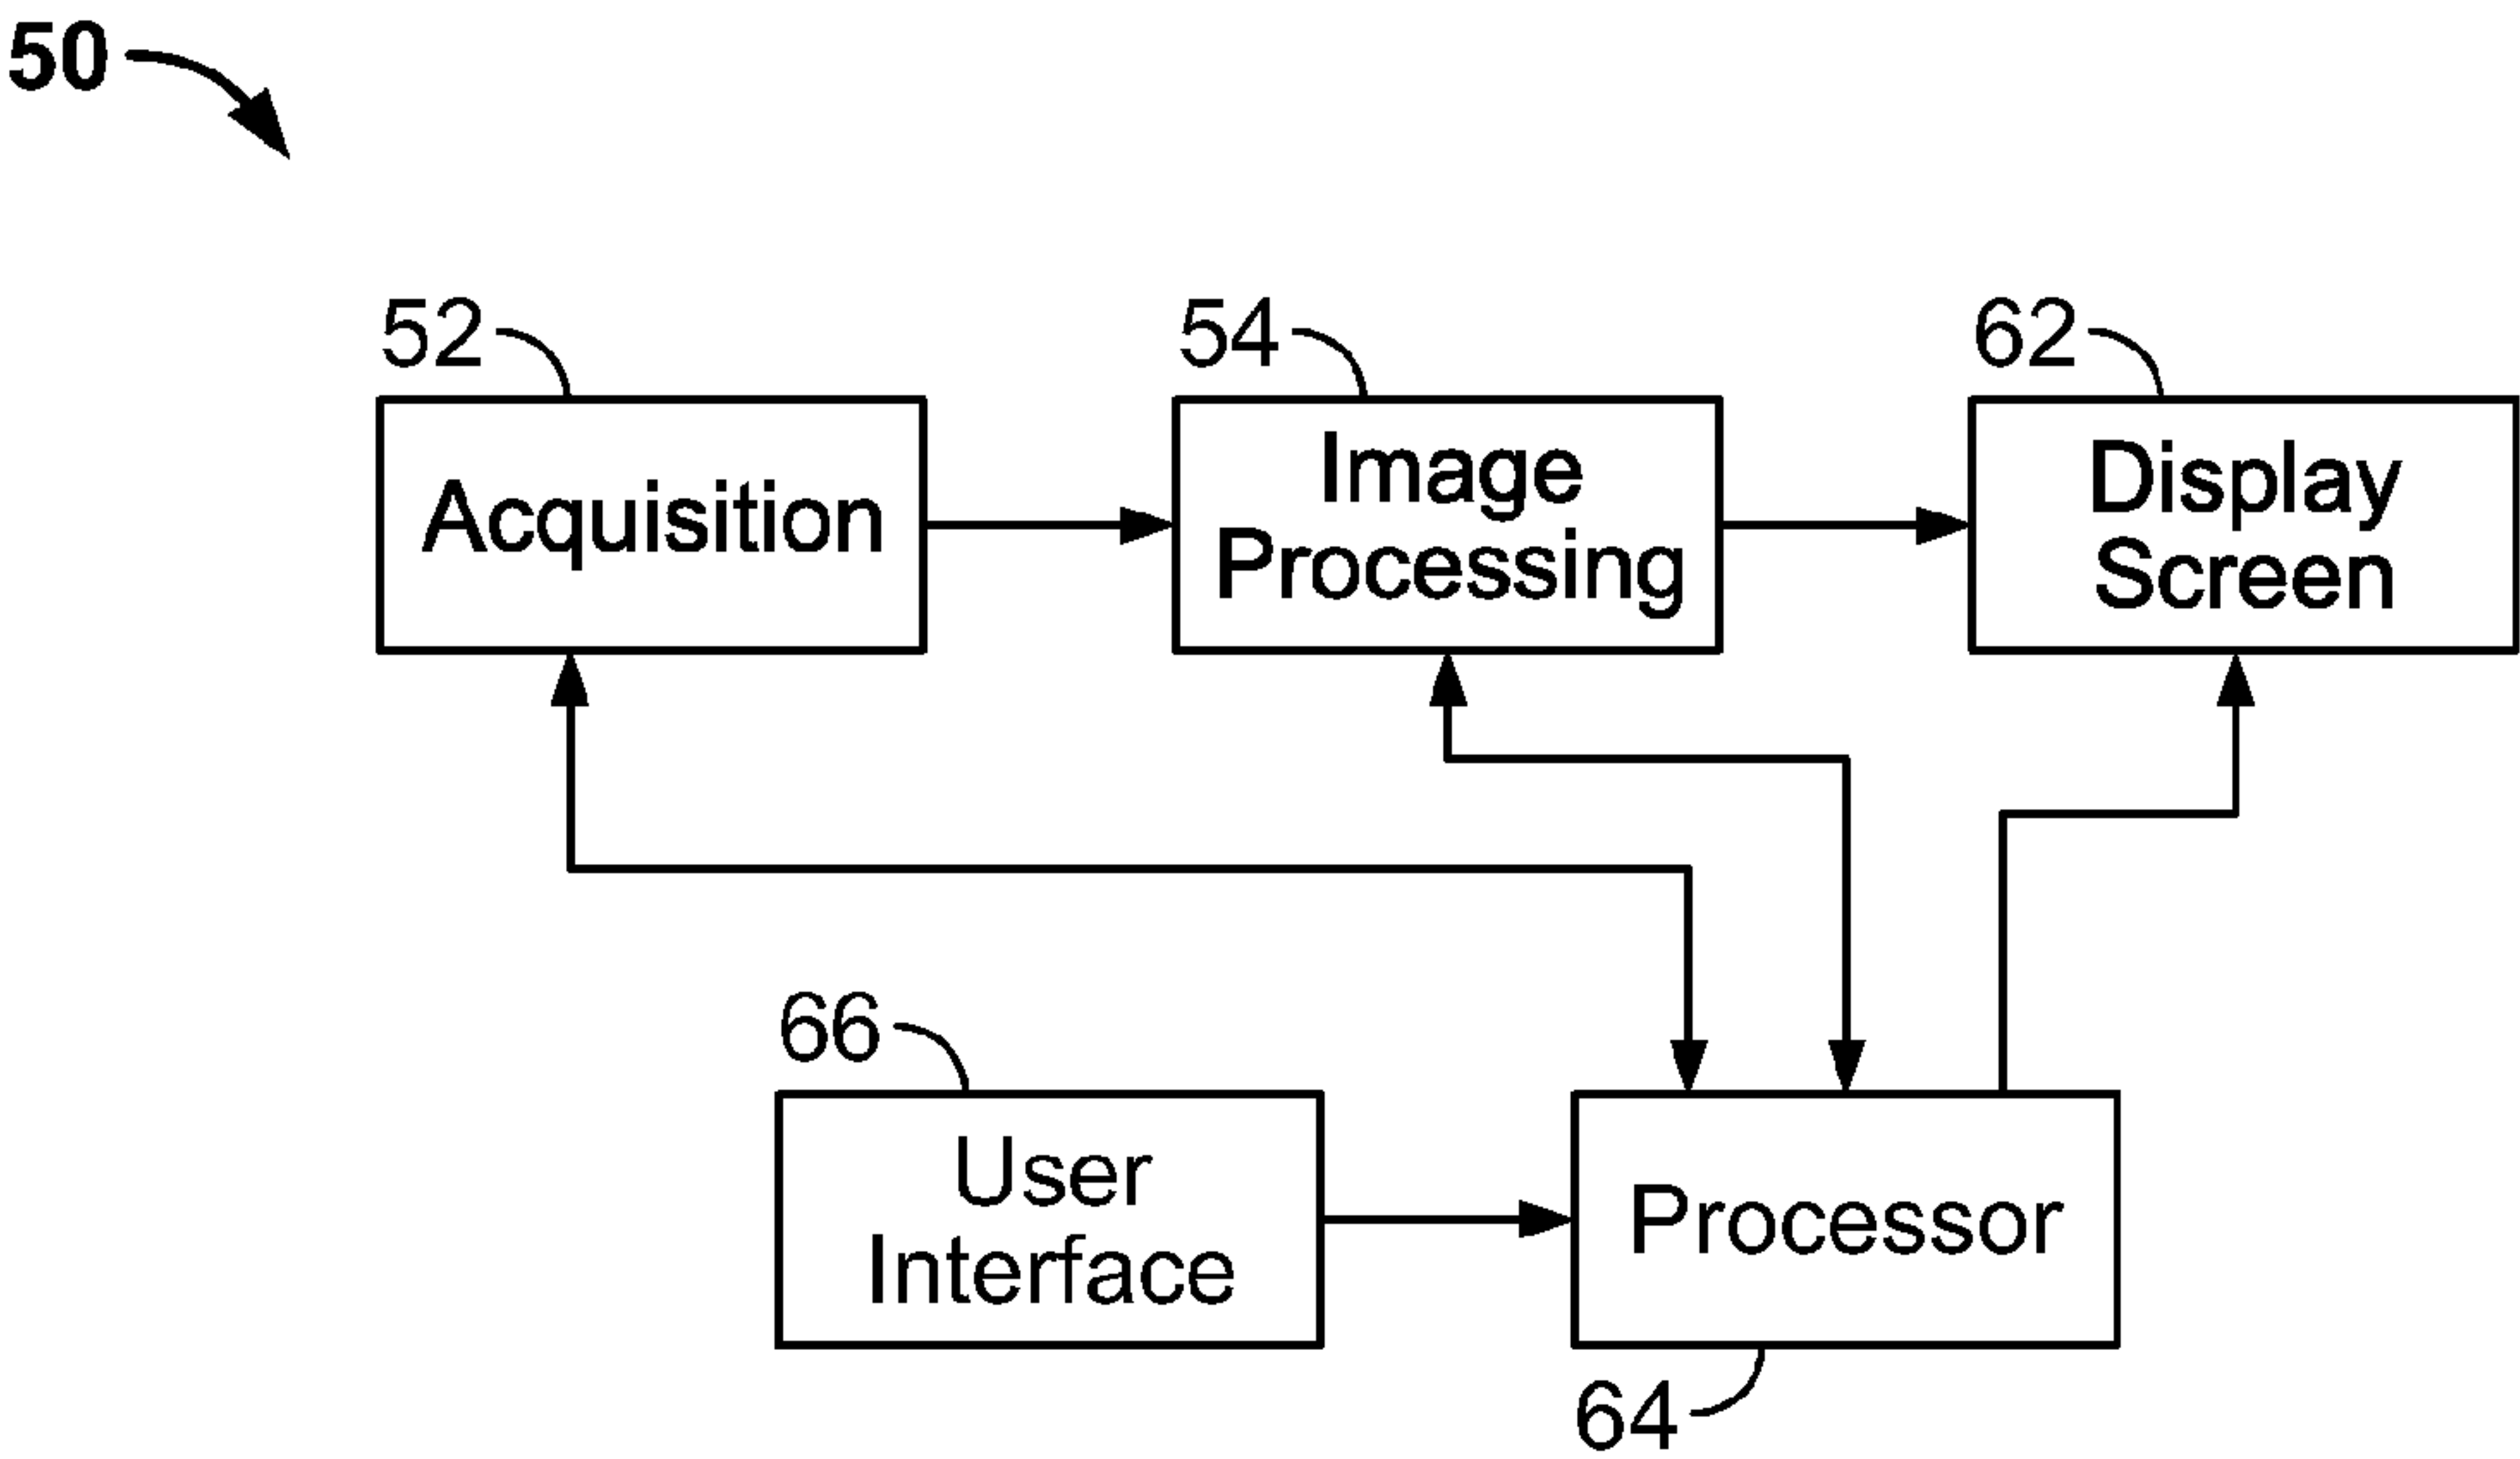 50
52
54
62
Acquisition
Image
Processing
Display
Screen
66
User
Interface
Processor
64